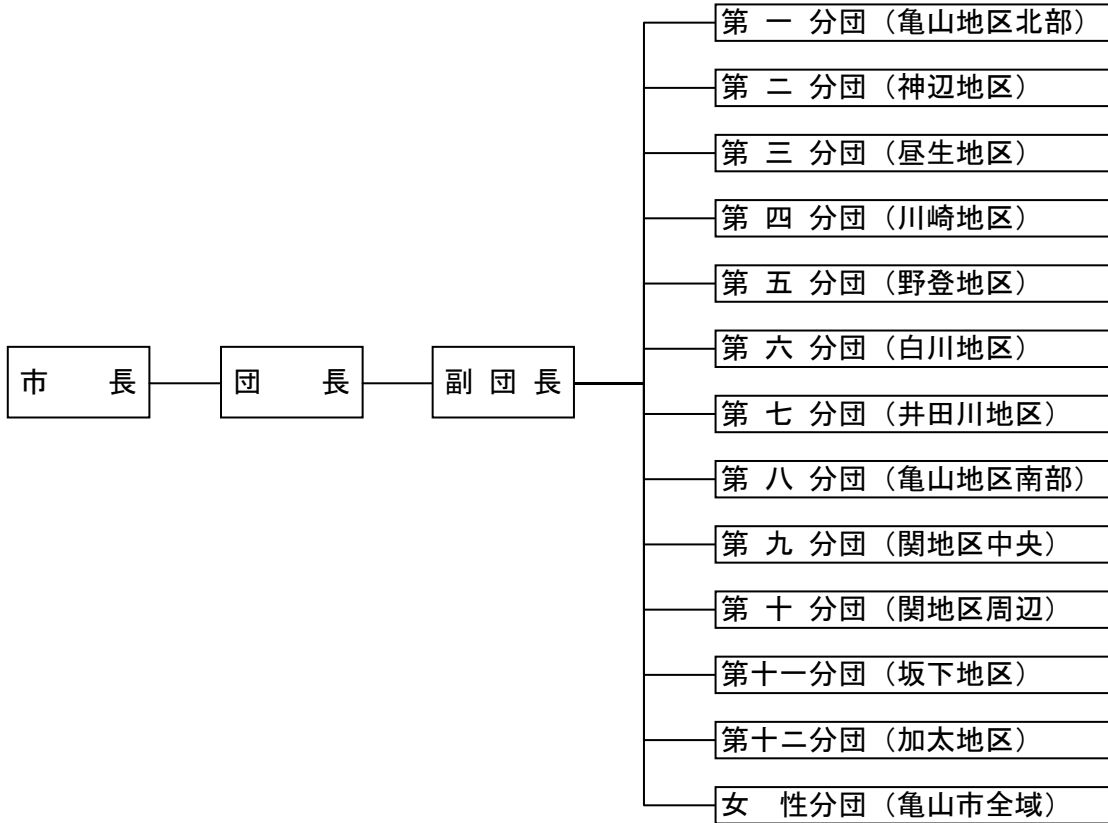 第 一 分団（亀山地区北部）
第 二 分団（神辺地区）
第 三 分団（昼生地区）
第 四 分団（川崎地区）
第 五 分団（野登地区）
第 六 分団（白川地区）
市　　長
団　　長
副 団 長
第 七 分団（井田川地区）
第 八 分団（亀山地区南部）
第 九 分団（関地区中央）
第 十 分団（関地区周辺）
第十一分団（坂下地区）
第十二分団（加太地区）
女　性分団（亀山市全域）